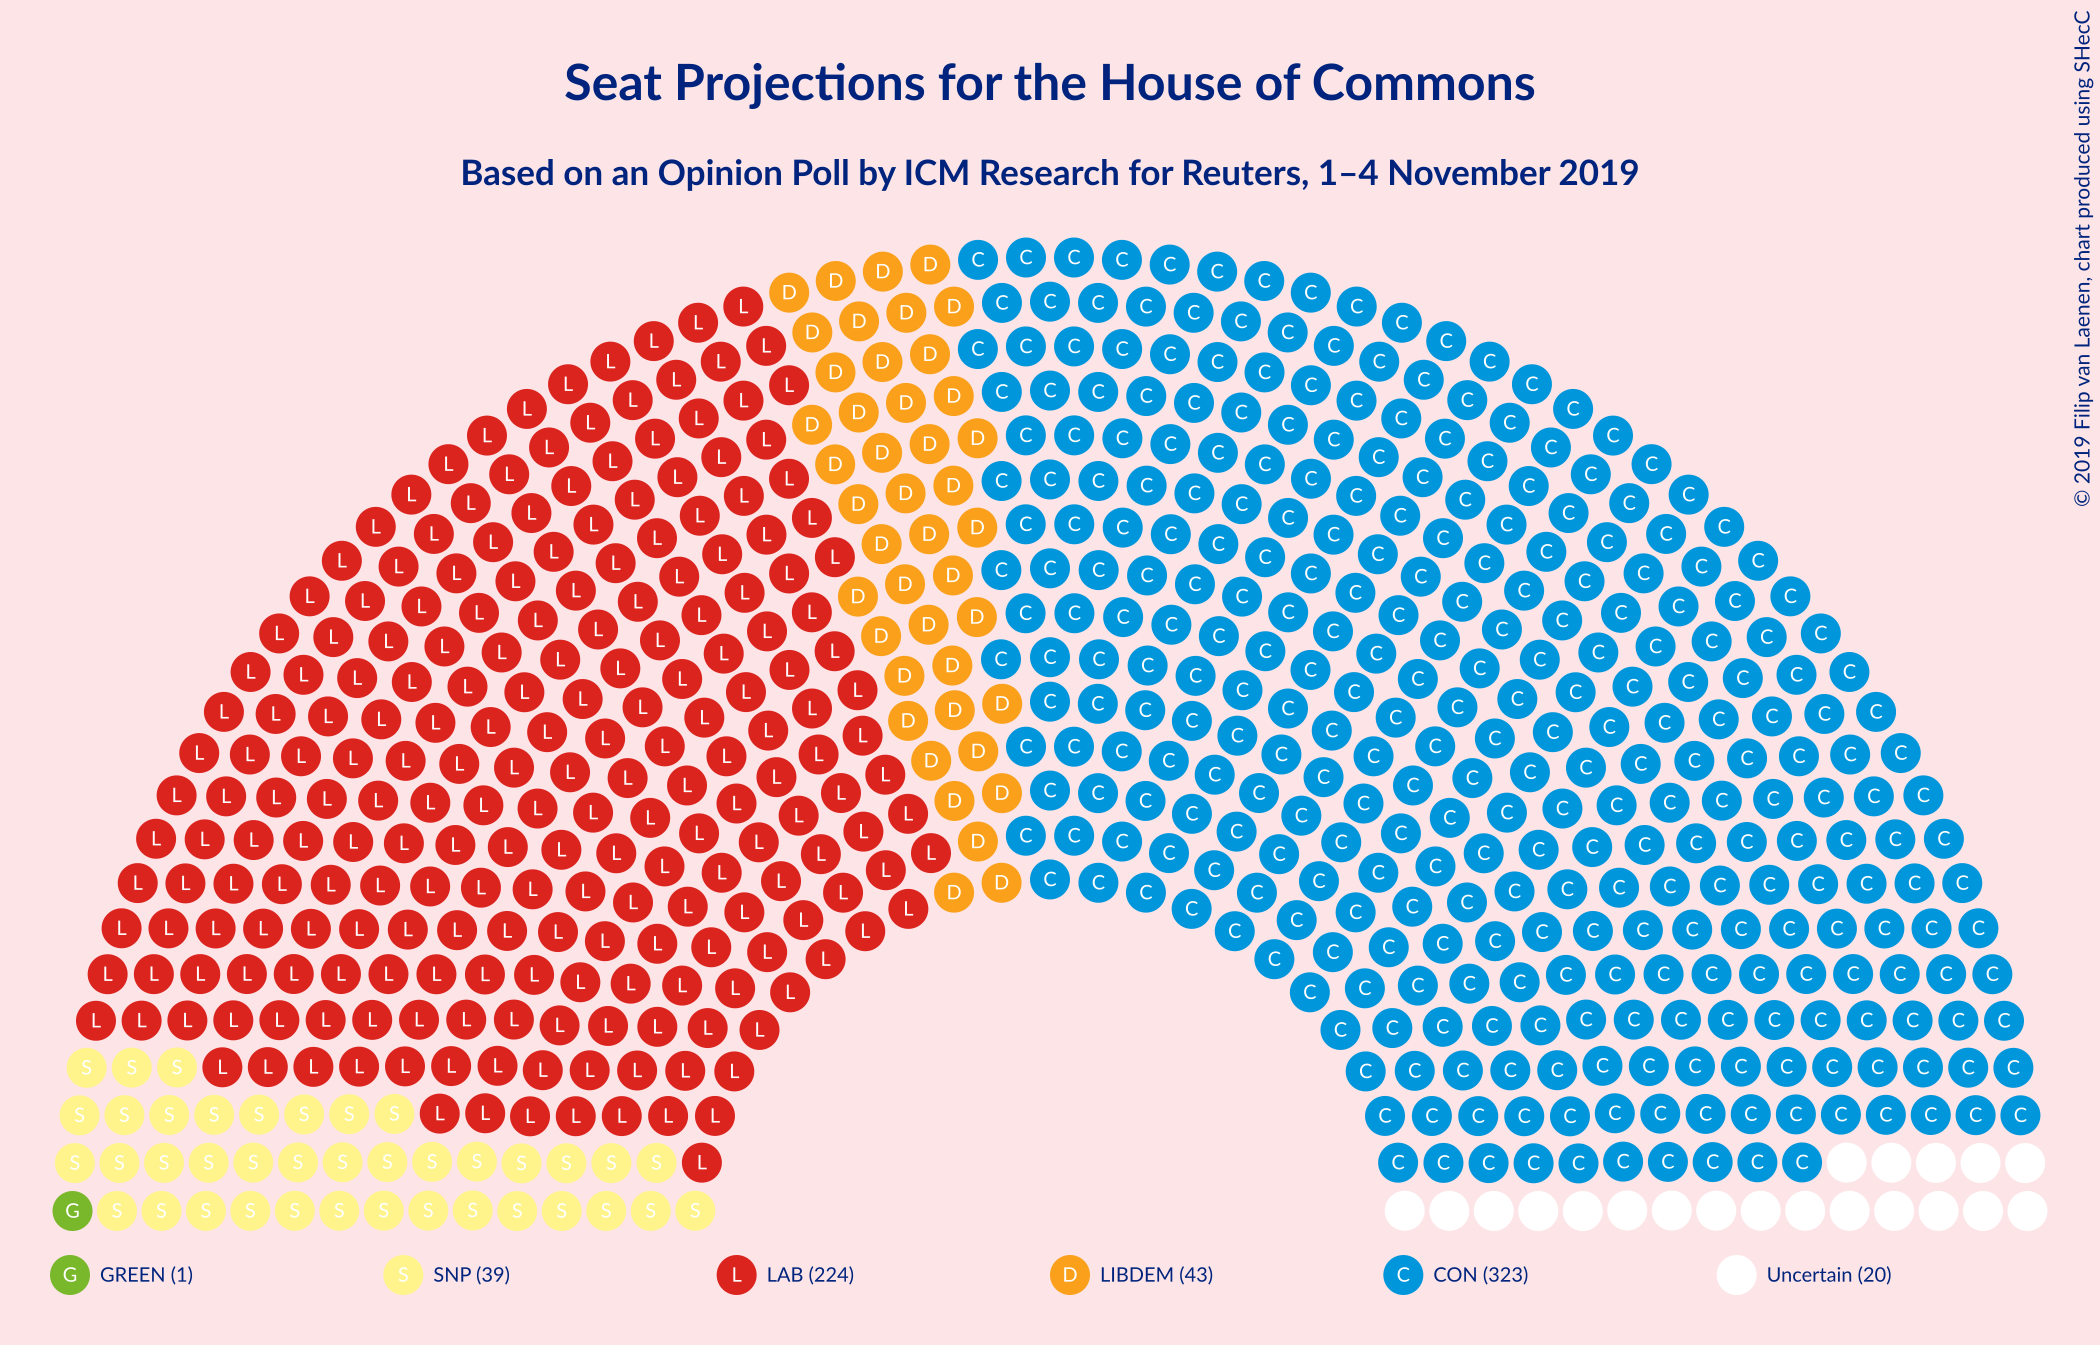 Seat Projections for the House of Commons
Based on an Opinion Poll by ICM Research for Reuters, 1–4 November 2019
© 2019 Filip van Laenen, chart produced using SHecC
G GREEN (1)
S SNP (39)
L LAB (224)
D LIBDEM (43)
C CON (323)
Uncertain (20)